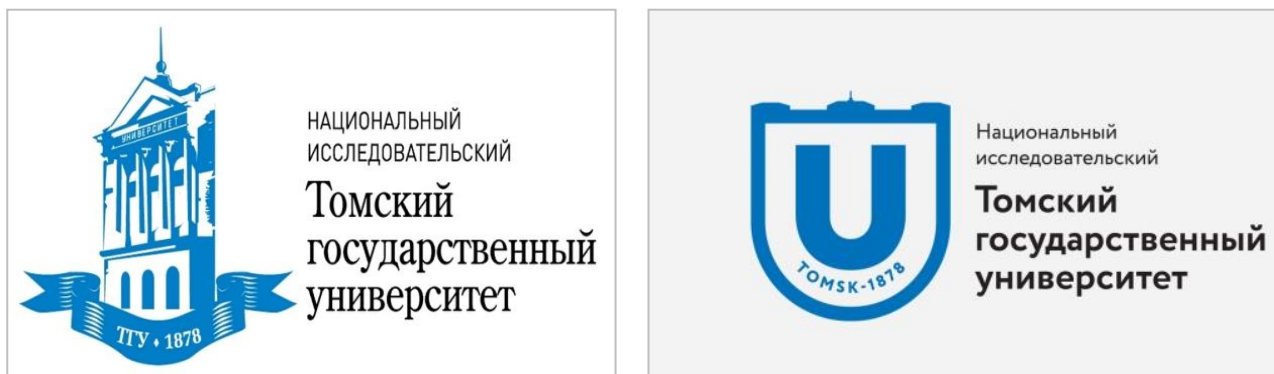 УНИВЕРСИТЕТ
ТГУ ♦ 1878
НАЦИОНАЛЬНЫЙ
ИССЛЕДОВАТЕЛЬСКИЙ
Томский
государственный
университет
U
TOMSK-1878
Национальный
исследовательский
Томский
государственный
университет